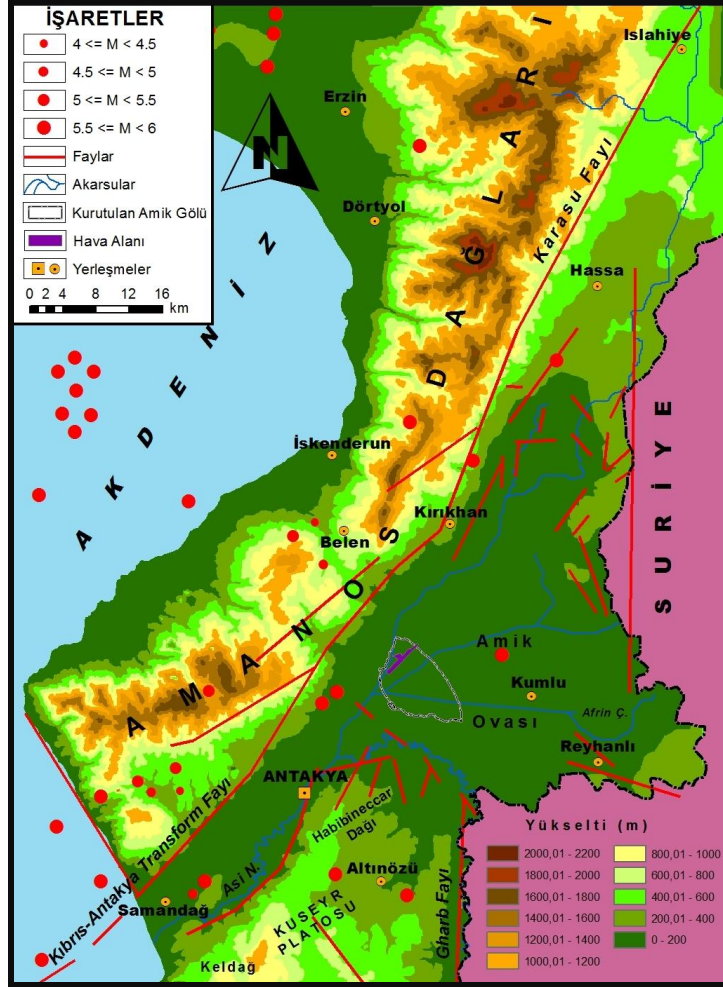 İŞARETLER
4 <= M < 4.5
4.5 <= M < 5
5 <= M < 5.5
5.5 <= M < 6
Faylar
Akarsular
Kurutulan Amik Gölü
Hava Alanı
Yerleşmeler
0 2 4 8 12 16
km
N
Islahiye
Erzin
Dörtyol
Karasu Fayı
Hassa
AKDENİZ
AMANOS DAĞLARI
SURİYE
İskenderun
Kırıkhan
Belen
Amik
Kumlu
Ovası
Afrin Ç.
Reyhanlı
ANTAKYA
Habibineccar
Dağı
Kıbrıs-Antakya Transform Fayı
Asi N.
Altınözü
Samandağ
KUSEYR
PLATOSU
Gharb Fayı
Keldağ
Yükselti (m)
2000,01 - 2200
1800,01 - 2000
1600,01 - 1800
1400,01 - 1600
1200,01 - 1400
1000,01 - 1200
800,01 - 1000
600,01 - 800
400,01 - 600
200,01 - 400
0 - 200